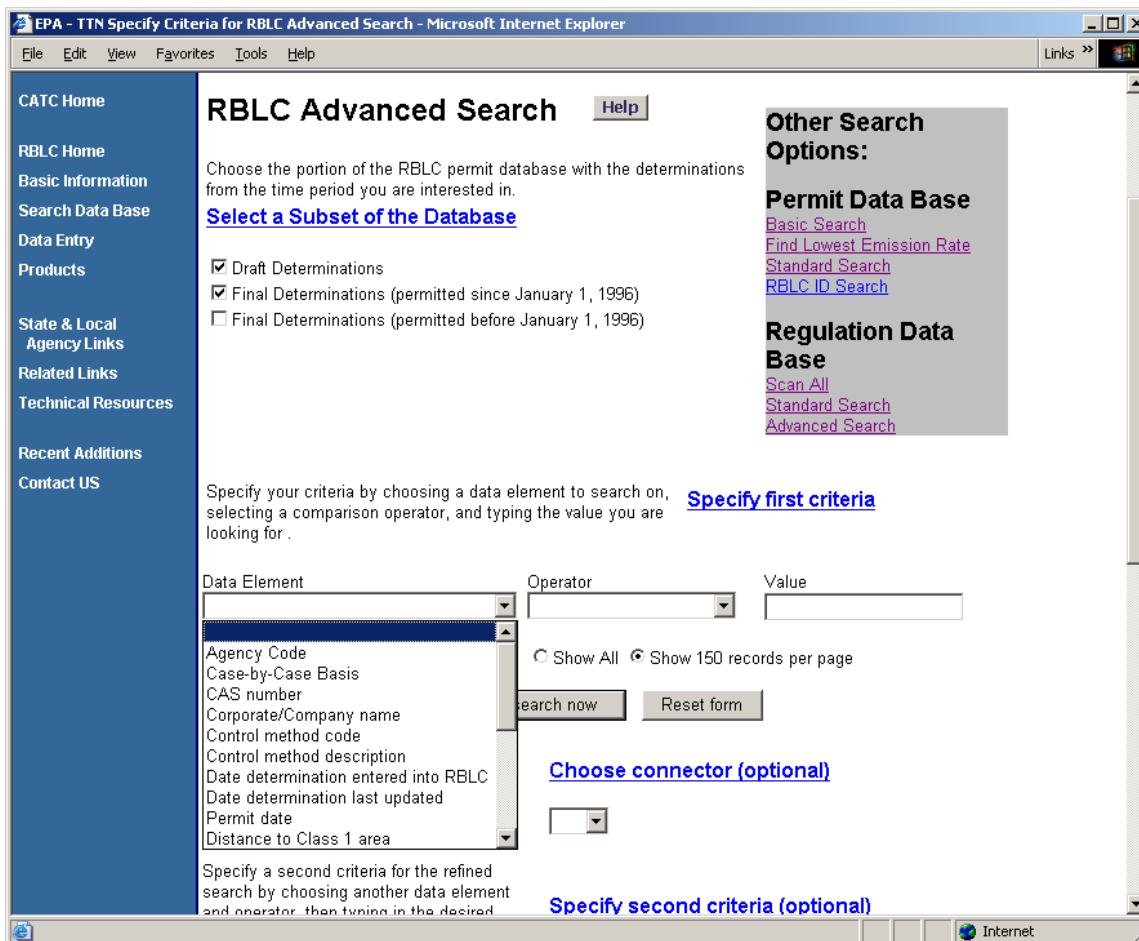 EPA - TTN Specify Criteria for RBLC Advanced Search - Microsoft Internet Explorer
File Edit View Favorites Tools Help
Links »
CATC Home
RBLC Home
Basic Information
Search Data Base
Data Entry
Products
State & Local
Agency Links
Related Links
Technical Resources
Recent Additions
Contact US
RBLC Advanced Search
Help
Choose the portion of the RBLC permit database with the determinations
from the time period you are interested in.
Select a Subset of the Database
Draft Determinations
Final Determinations (permitted since January 1, 1996)
Final Determinations (permitted before January 1, 1996)
Other Search
Options:
Permit Data Base
Basic Search
Find Lowest Emission Rate
Standard Search
RBLC ID Search
Regulation Data
Base
Scan All
Standard Search
Advanced Search
Specify your criteria by choosing a data element to search on,
selecting a comparison operator, and typing the value you are
looking for .
Specify first criteria
Data Element
Operator
Value
Agency Code
Case-by-Case Basis
CAS number
Corporate/Company name
Control method code
Control method description
Date determination entered into RBLC
Date determination last updated
Permit date
Distance to Class 1 area
Show All Show 150 records per page
search now
Reset form
Choose connector (optional)
Specify a second criteria for the refined
search by choosing another data element
and operator, then typing in the desired
Specify second criteria (optional)
Internet